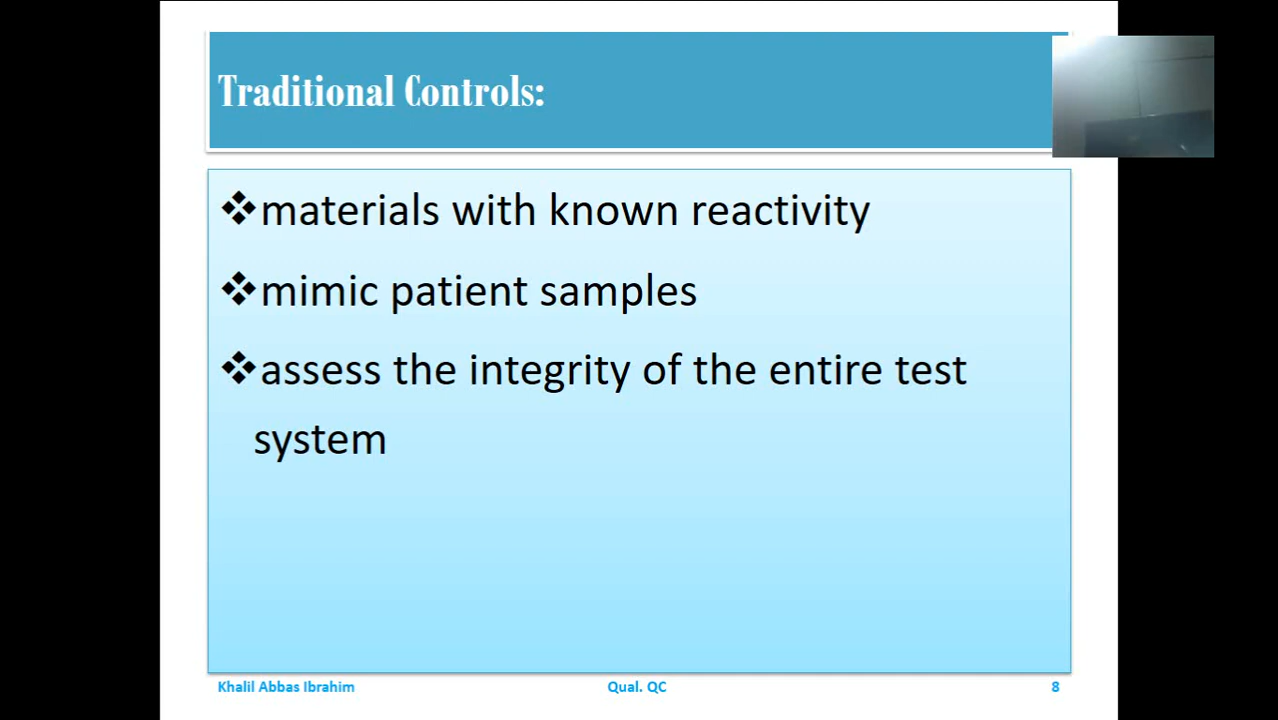 Traditional Controls:
❖materials with known reactivity
❖mimic patient samples
❖assess the integrity of the entire test
system
Khalil Abbas Ibrahim Qual. QC 8